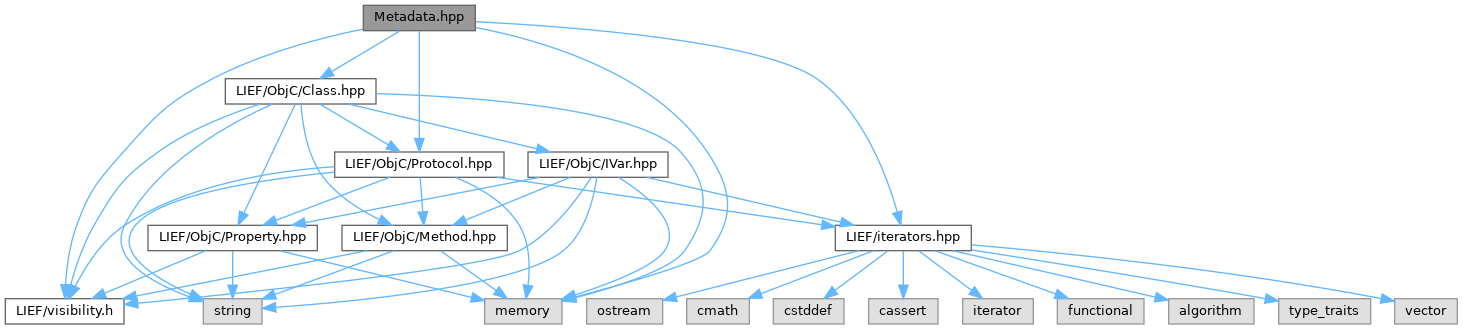 Metadata.hpp
LIEF/ObjC/Class.hpp
LIEF/ObjC/Protocol.hpp
LIEF/ObjC/IVar.hpp
LIEF/ObjC/Property.hpp
LIEF/ObjC/Method.hpp
LIEF/iterators.hpp
LIEF/visibility.h
string
memory
ostream
cmath
cstddef
cassert
iterator
functional
algorithm
type_traits
vector